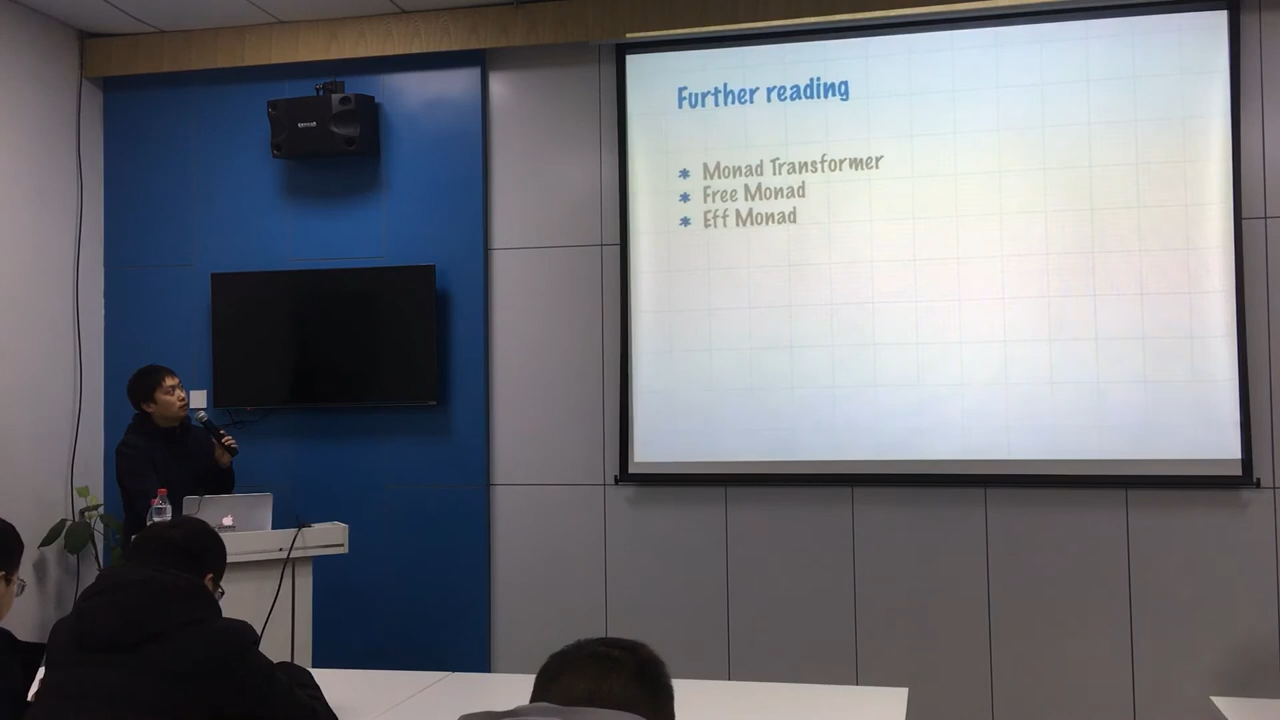 Further reading
Monad Transformer
Free Monad
Eff Monad